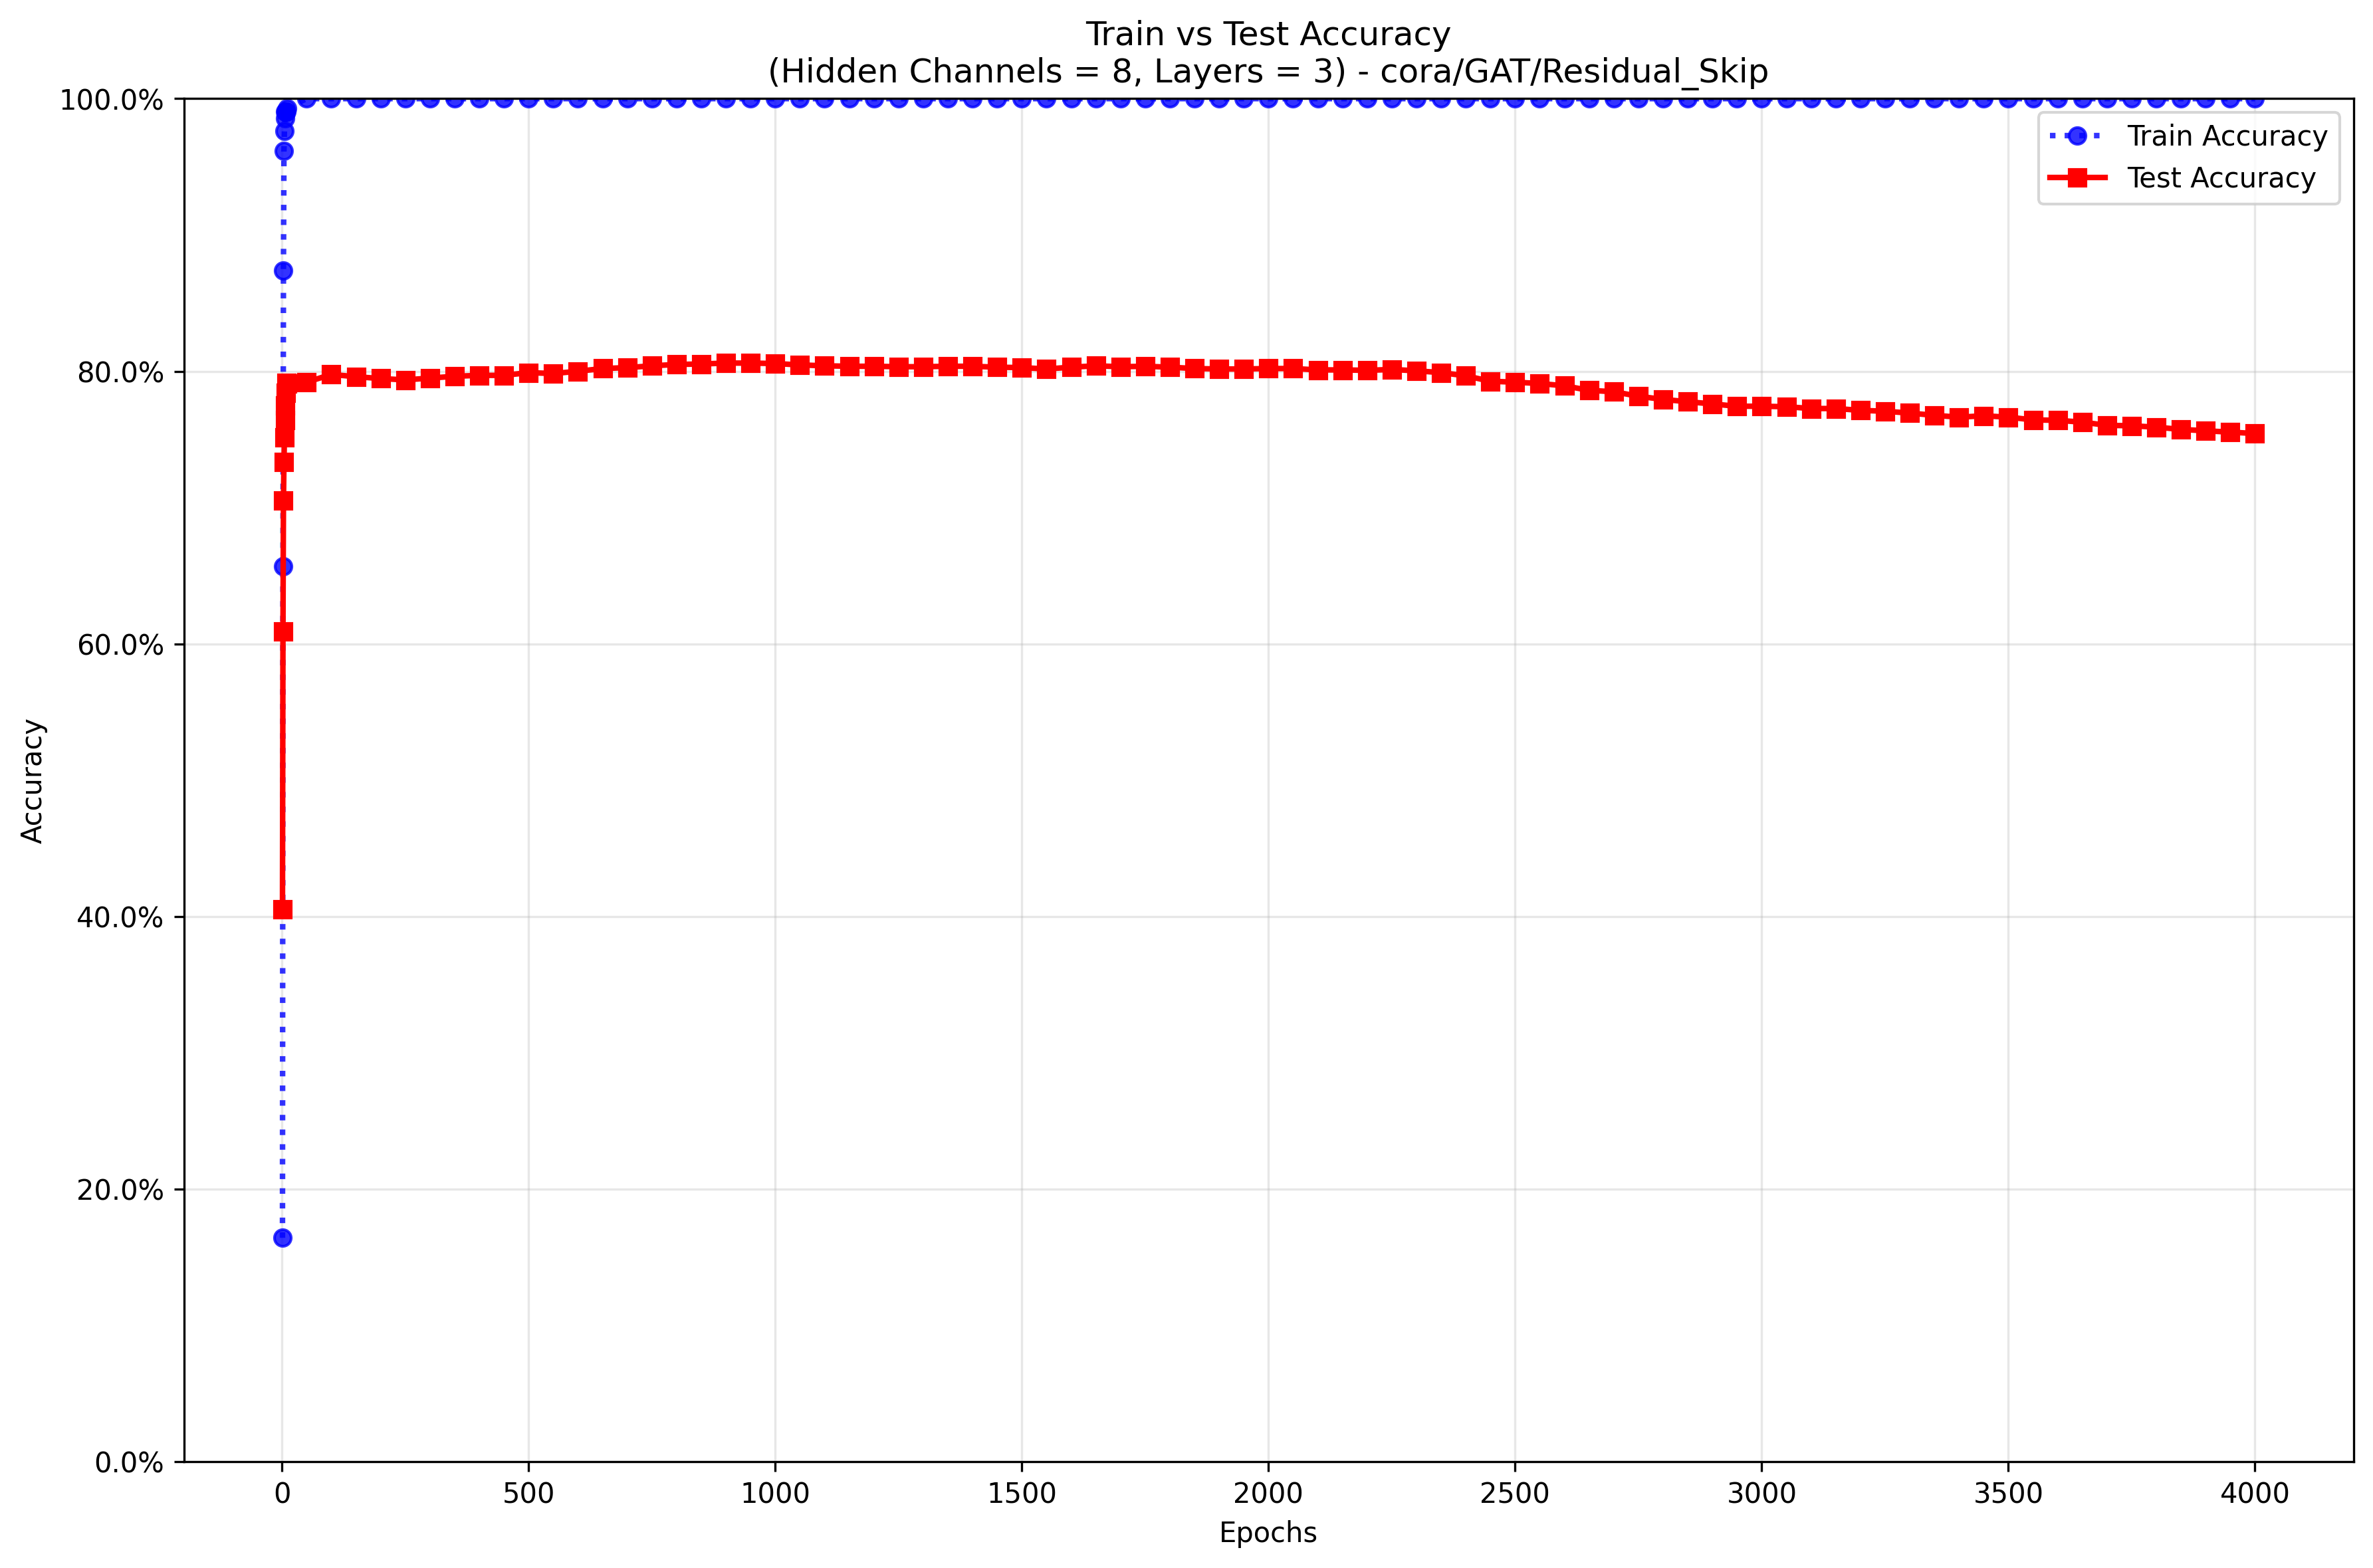 Train vs Test Accuracy
(Hidden Channels = 8, Layers = 3) - cora/GAT/Residual_Skip
100.0%
80.0%
60.0%
40.0%
20.0%
0.0%
Accuracy
Train Accuracy
Test Accuracy
0 500 1000 1500 2000 2500 3000 3500 4000
Epochs